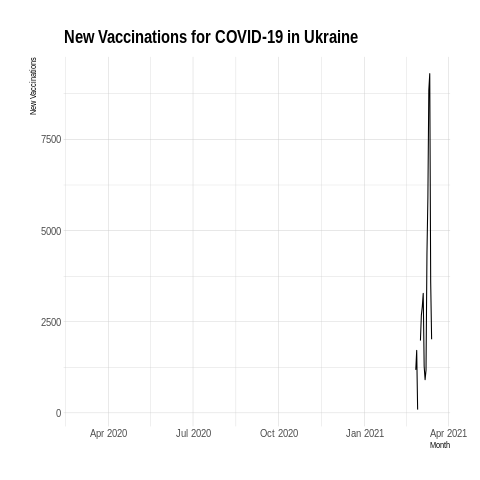 New Vaccinations for COVID-19 in Ukraine
New Vaccinations
7500
5000
2500
0
Apr 2020 Jul 2020 Oct 2020 Jan 2021 Apr 2021
Month